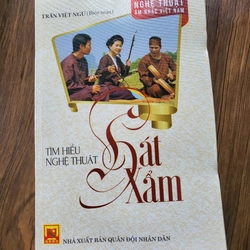 TRẦN VIỆT NGỮ (Biên soạn)
NGHỆ THUẬT
ÂM NHẠC VIỆT NAM
TÌM HIỂU
NGHỆ THUẬT
Hát
Xẩm
NHÀ XUẤT BẢN QUÂN ĐỘI NHÂN DÂN